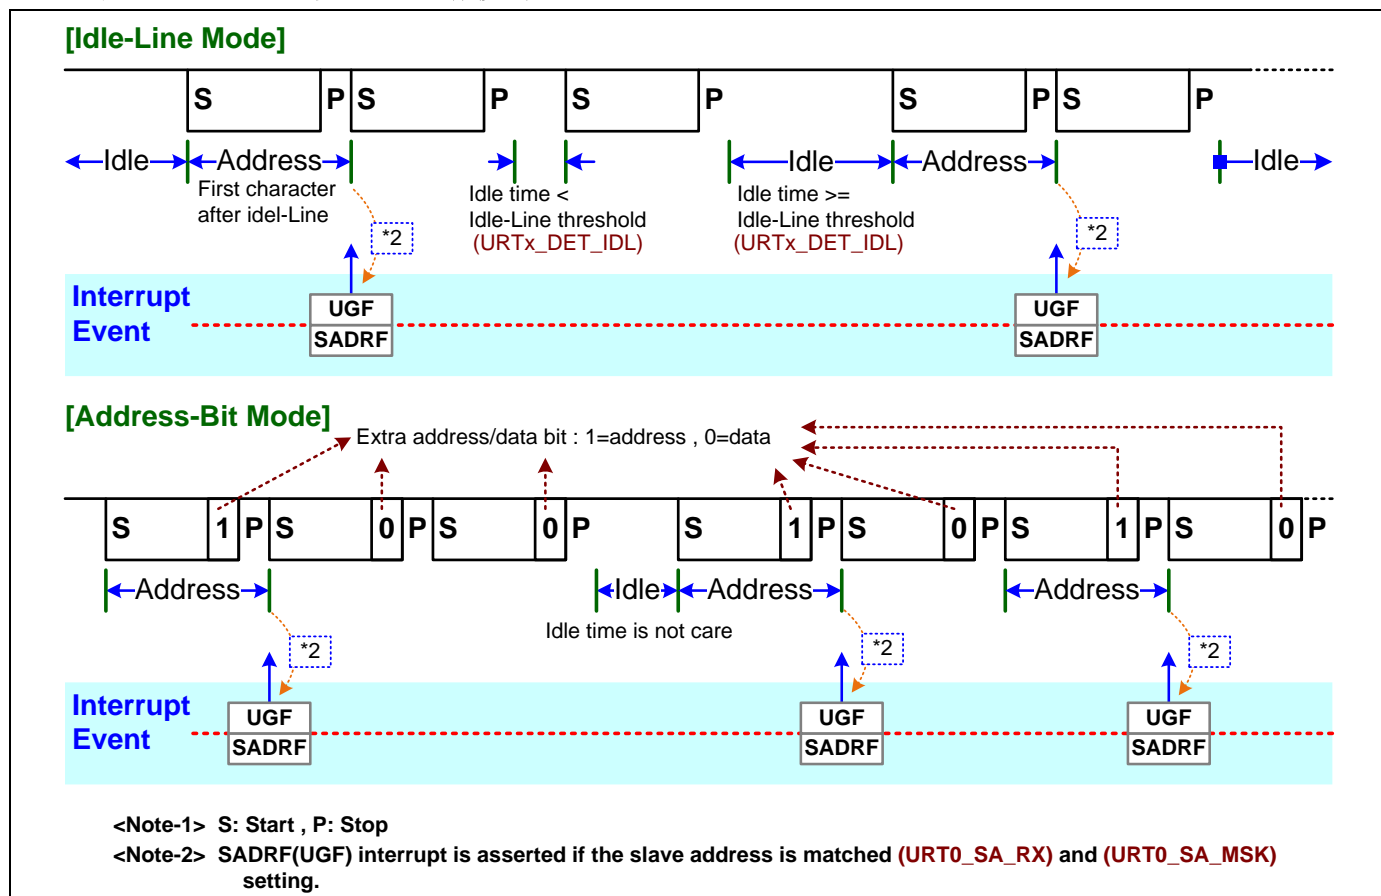 [Idle-Line Mode]
S P S P S P S P S P
Idle Address Idle Address Idle
First character
after idel-Line
Idle time <
Idle-Line threshold
(URTx_DET_IDL)
Idle time >=
Idle-Line threshold
(URTx_DET_IDL)
*2 *2
Interrupt
Event
UGF UGF
SADRF SADRF
[Address-Bit Mode]
Extra address/data bit : 1=address , 0=data
S 1 P S 0 P S 0 P S 1 P S 0 P S 1 P S 0 P
Address Idle Address Address
Idle time is not care
*2 *2 *2
Interrupt
Event
UGF UGF UGF
SADRF SADRF SADRF
<Note-1> S: Start , P: Stop
<Note-2> SADRF(UGF) interrupt is asserted if the slave address is matched (URT0_SA_RX) and (URT0_SA_MSK)
setting.